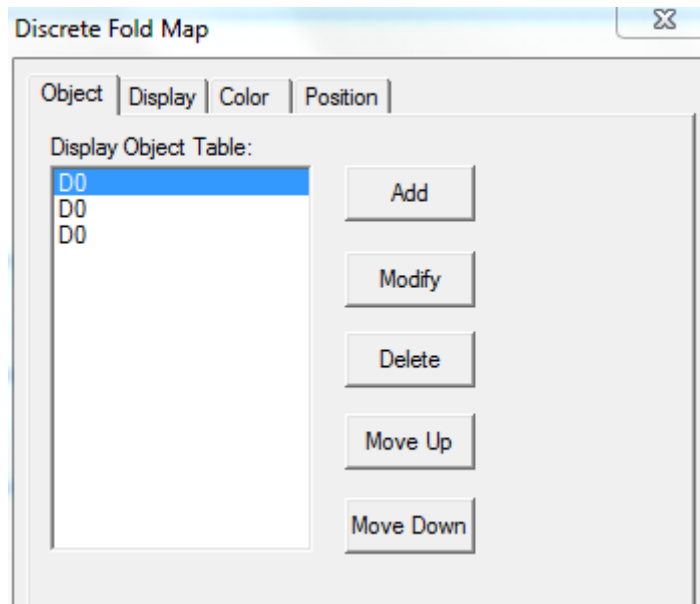 Discrete Fold Map
Object Display Color Position
Display Object Table:
D0
D0
D0
Add
Modify
Delete
Move Up
Move Down